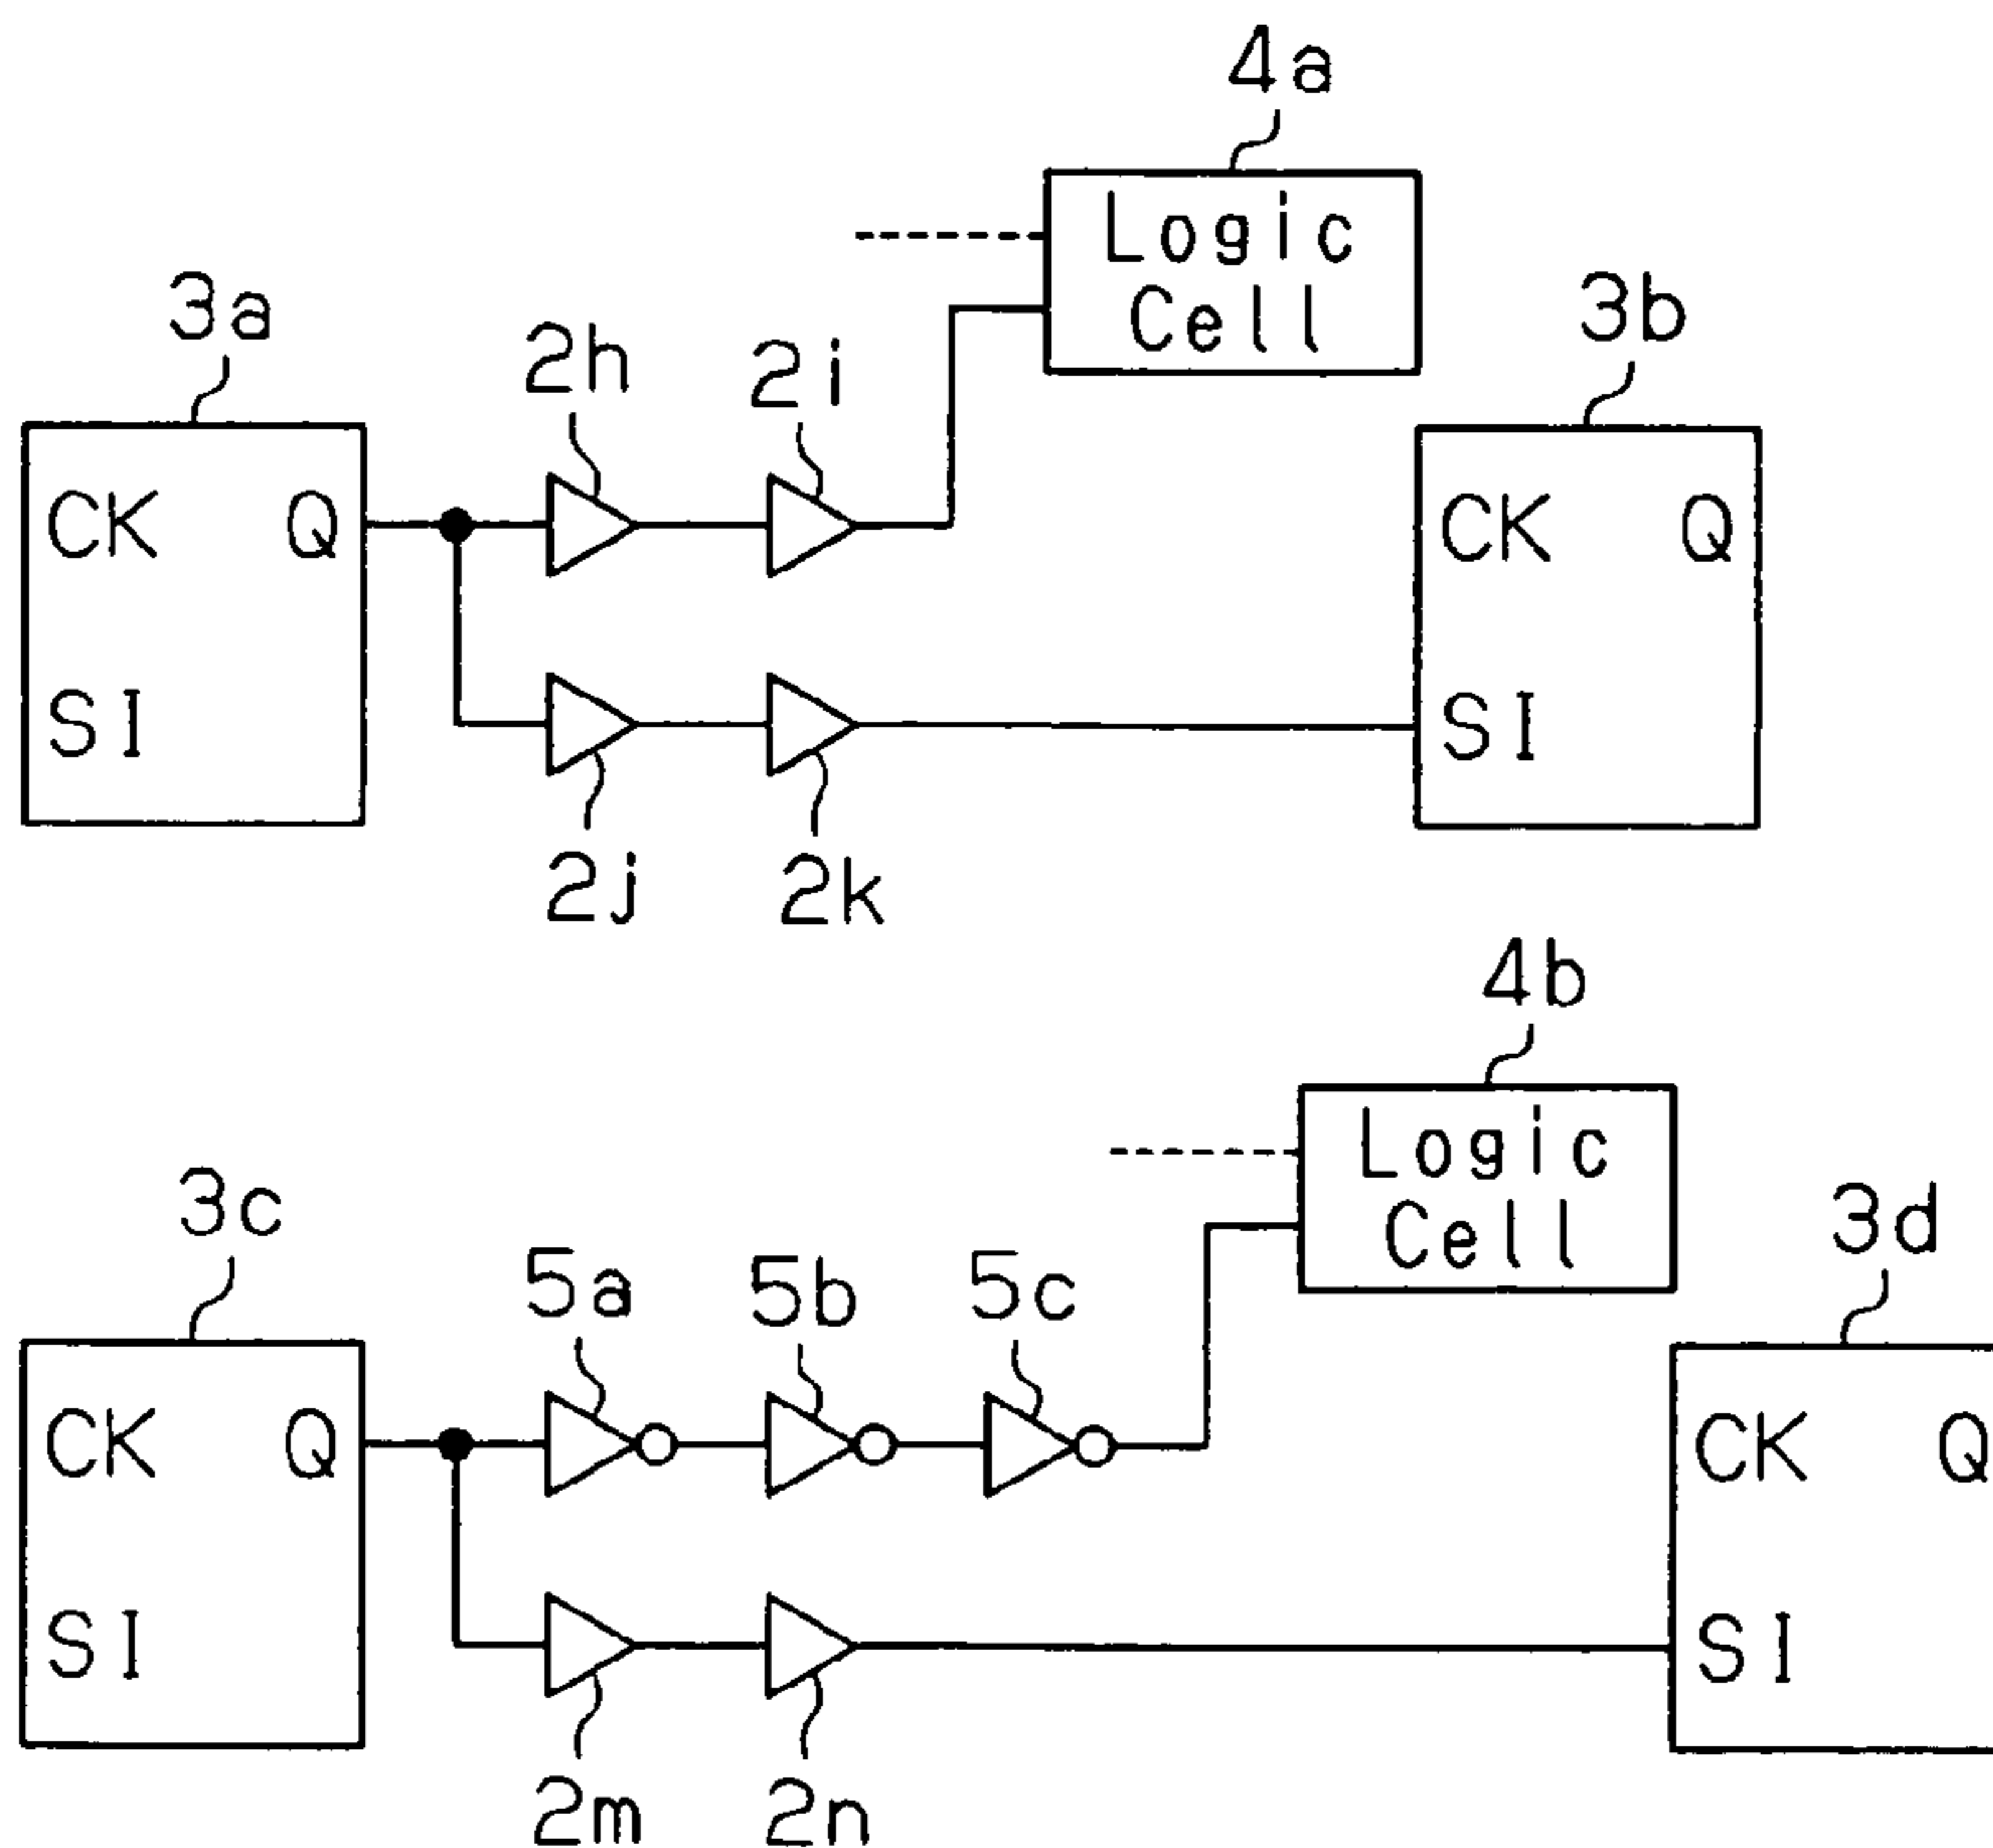 4a
Logic
Cell
3a
2h
2i
3b
CK Q
SI
CK Q
SI
2j
2k
4b
Logic
Cell
3c
5a
5b
5c
3d
CK Q
SI
CK Q
SI
2m
2n